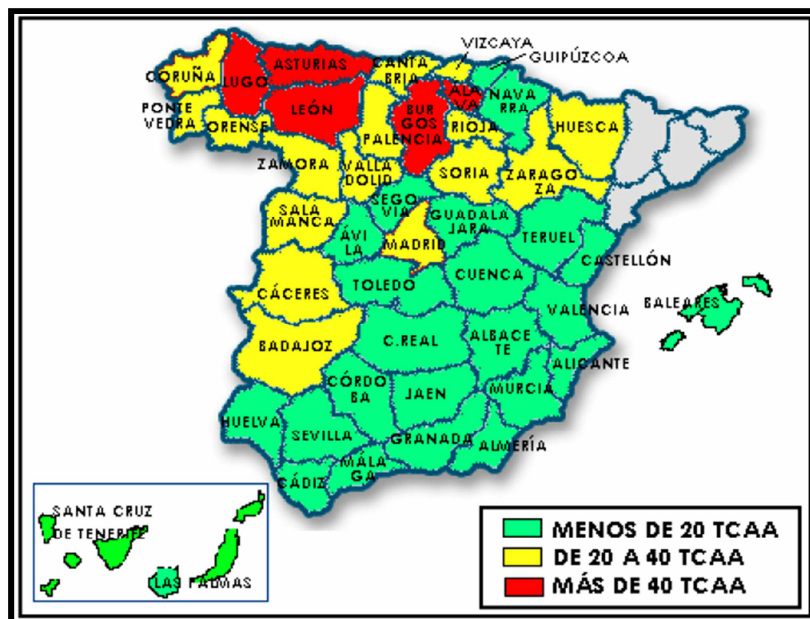 VIZCAYA
GUIPÚZCOA
CORUÑA
LUGO
ASTURIAS
CANTA
BRIA
ALA
VA
NAVA
RRA
PONTE
VEDRA
ORENSE
LEÓN
PALENCIA
BUR
GOS
RIOJA
HUESCA
ZAMORA
VALLA
DOLID
SORIA
ZARAGO
ZA
SALA
MANCA
SEGO
VIA
ÁVI
LA
MADRID
GUADALA
JARA
TERUEL
CASTELLÓN
CÁCERES
TOLEDO
CUENCA
VALENCIA
BALEARES
BADAJOZ
C.REAL
ALBACE
TE
ALICANTE
CÓRDO
BA
JAEN
MURCIA
HUELVA
SEVILLA
GRANADA
ALMERÍA
MALA
GA
CÁDIZ
SANTA CRUZ
DE TENERIFE
LAS PALMAS
MENOS DE 20 TCAA
DE 20 A 40 TCAA
MÁS DE 40 TCAA